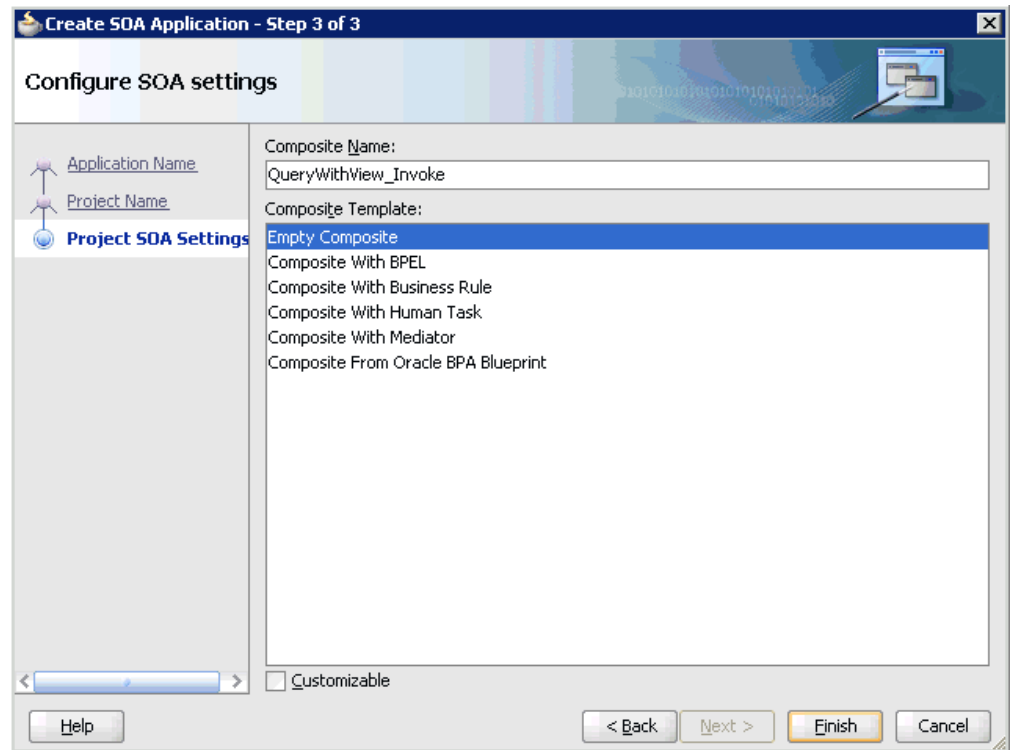 Create SOA Application - Step 3 of 3
Configure SOA settings
Application Name
Project Name
Project SOA Settings
Composite Name:
QueryWithView_Invoke
Composite Template:
Empty Composite
Composite With BPEL
Composite With Business Rule
Composite With Human Task
Composite With Mediator
Composite From Oracle BPA Blueprint
Customizable
Help
< Back
Next >
Finish
Cancel